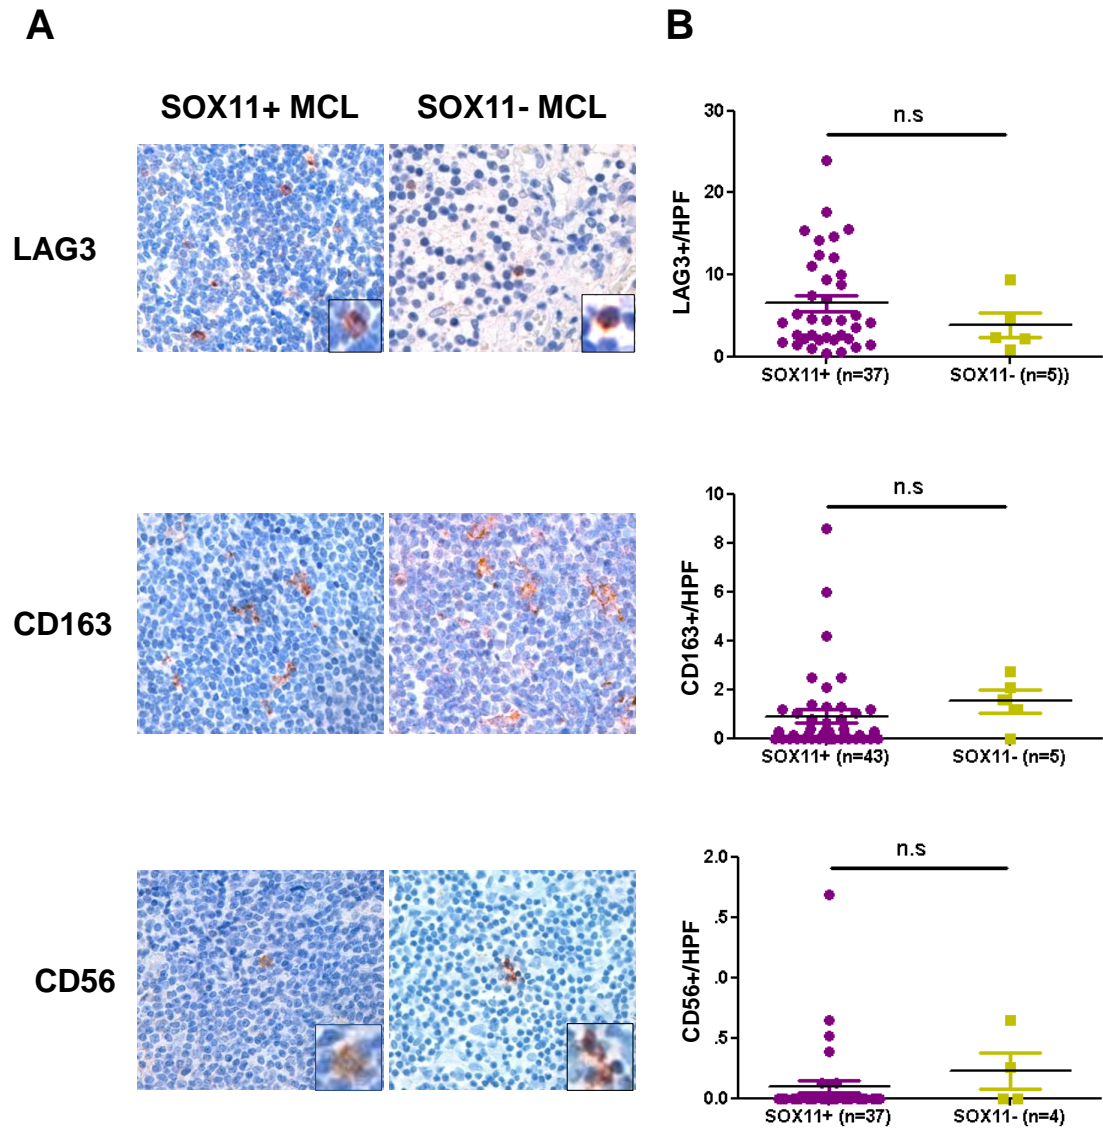 A
B
SOX11+ MCL
SOX11- MCL
LAG3
n.s
30
20
10
0
LAG3+/HPF
SOX11+ (n=37)
SOX11- (n=5))
CD163
n.s
10
8
6
4
2
0
CD163+/HPF
SOX11+ (n=43)
SOX11- (n=5)
CD56
n.s
2.0
.5
.0
.5
0.0
CD56+/HPF
SOX11+ (n=37)
SOX11- (n=4)